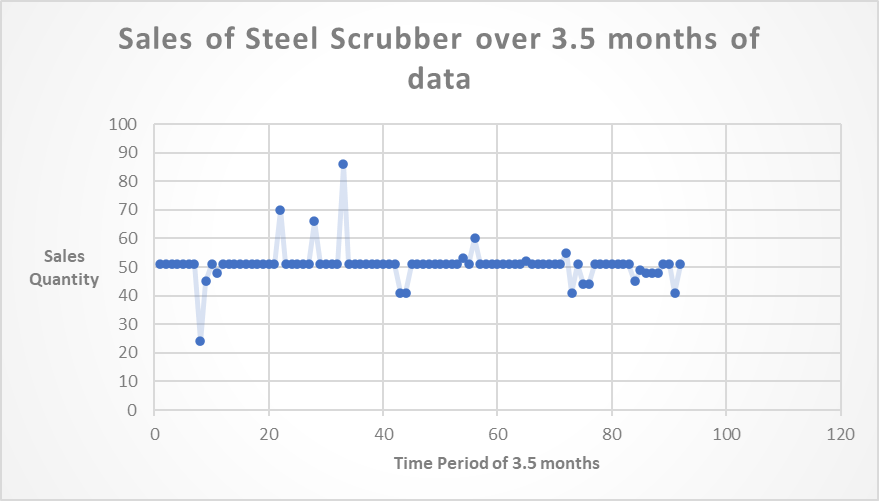 Sales of Steel Scrubber over 3.5 months of
data
100
90
80
70
60
50
40
30
20
10
0
Sales
Quantity
0 20 40 60 80 100 120
Time Period of 3.5 months